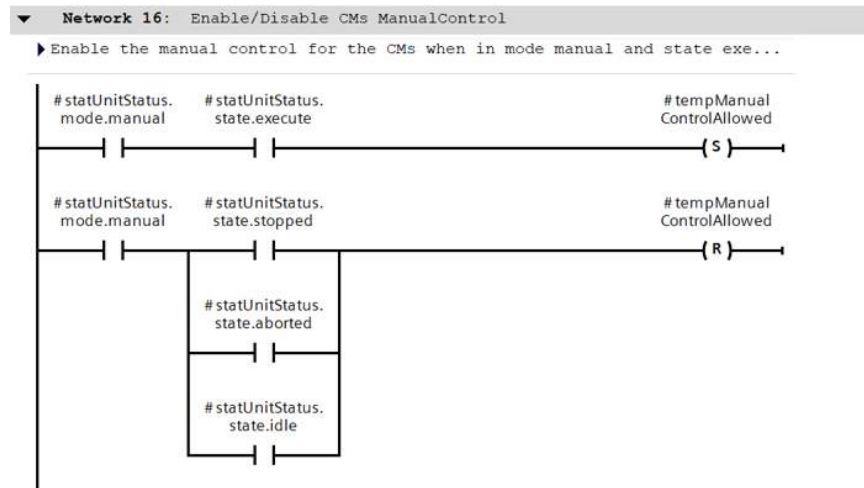 Network 16: Enable/Disable CMs ManualControl
Enable the manual control for the CMs when in mode manual and state exe...
#statUnitStatus. #statUnitStatus. #tempManual
mode.manual state.execute ControlAllowed
S
#statUnitStatus. #statUnitStatus. #tempManual
mode.manual state.stopped ControlAllowed
R
#statUnitStatus.
state.aborted
#statUnitStatus.
state.idle